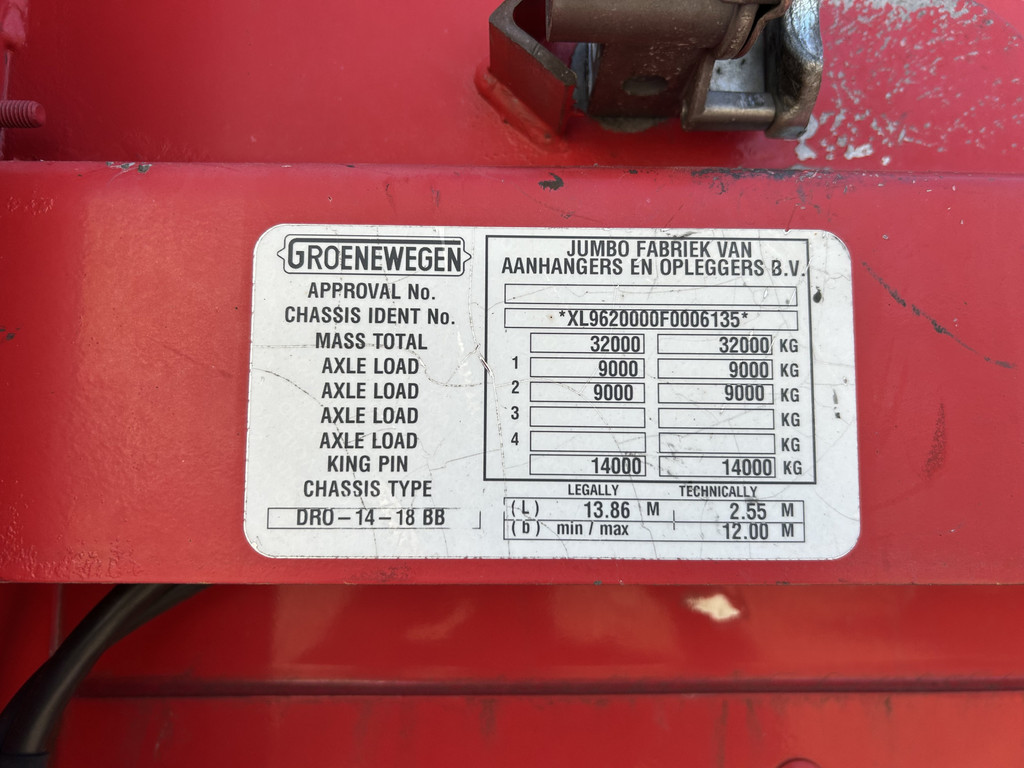 GROENEWEGEN
JUMBO FABRIEK VAN
AANHANGERS EN OPLEGGERS B.V.
APPROVAL No.
CHASSIS IDENT No. *XL9620000F0006135*
MASS TOTAL 32000 32000 KG
AXLE LOAD 1 9000 9000 KG
AXLE LOAD 2 9000 9000 KG
AXLE LOAD 3 KG
AXLE LOAD 4 KG
KING PIN 14000 14000 KG
CHASSIS TYPE LEGALLY TECHNICALLY
DRO-14-18 BB (L) 13.86 M 2.55 M
(b) min / max 12.00 M